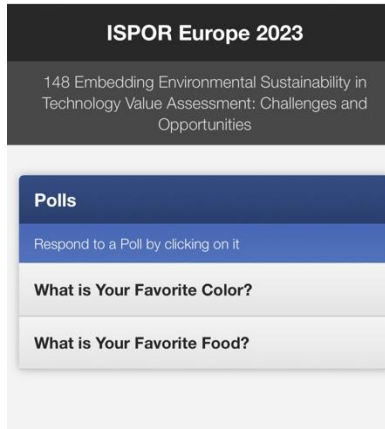 ISPOR Europe 2023
148 Embedding Environmental Sustainability in
Technology Value Assessment: Challenges and
Opportunities
Polls
Respond to a Poll by clicking on it
What is Your Favorite Color?
What is Your Favorite Food?